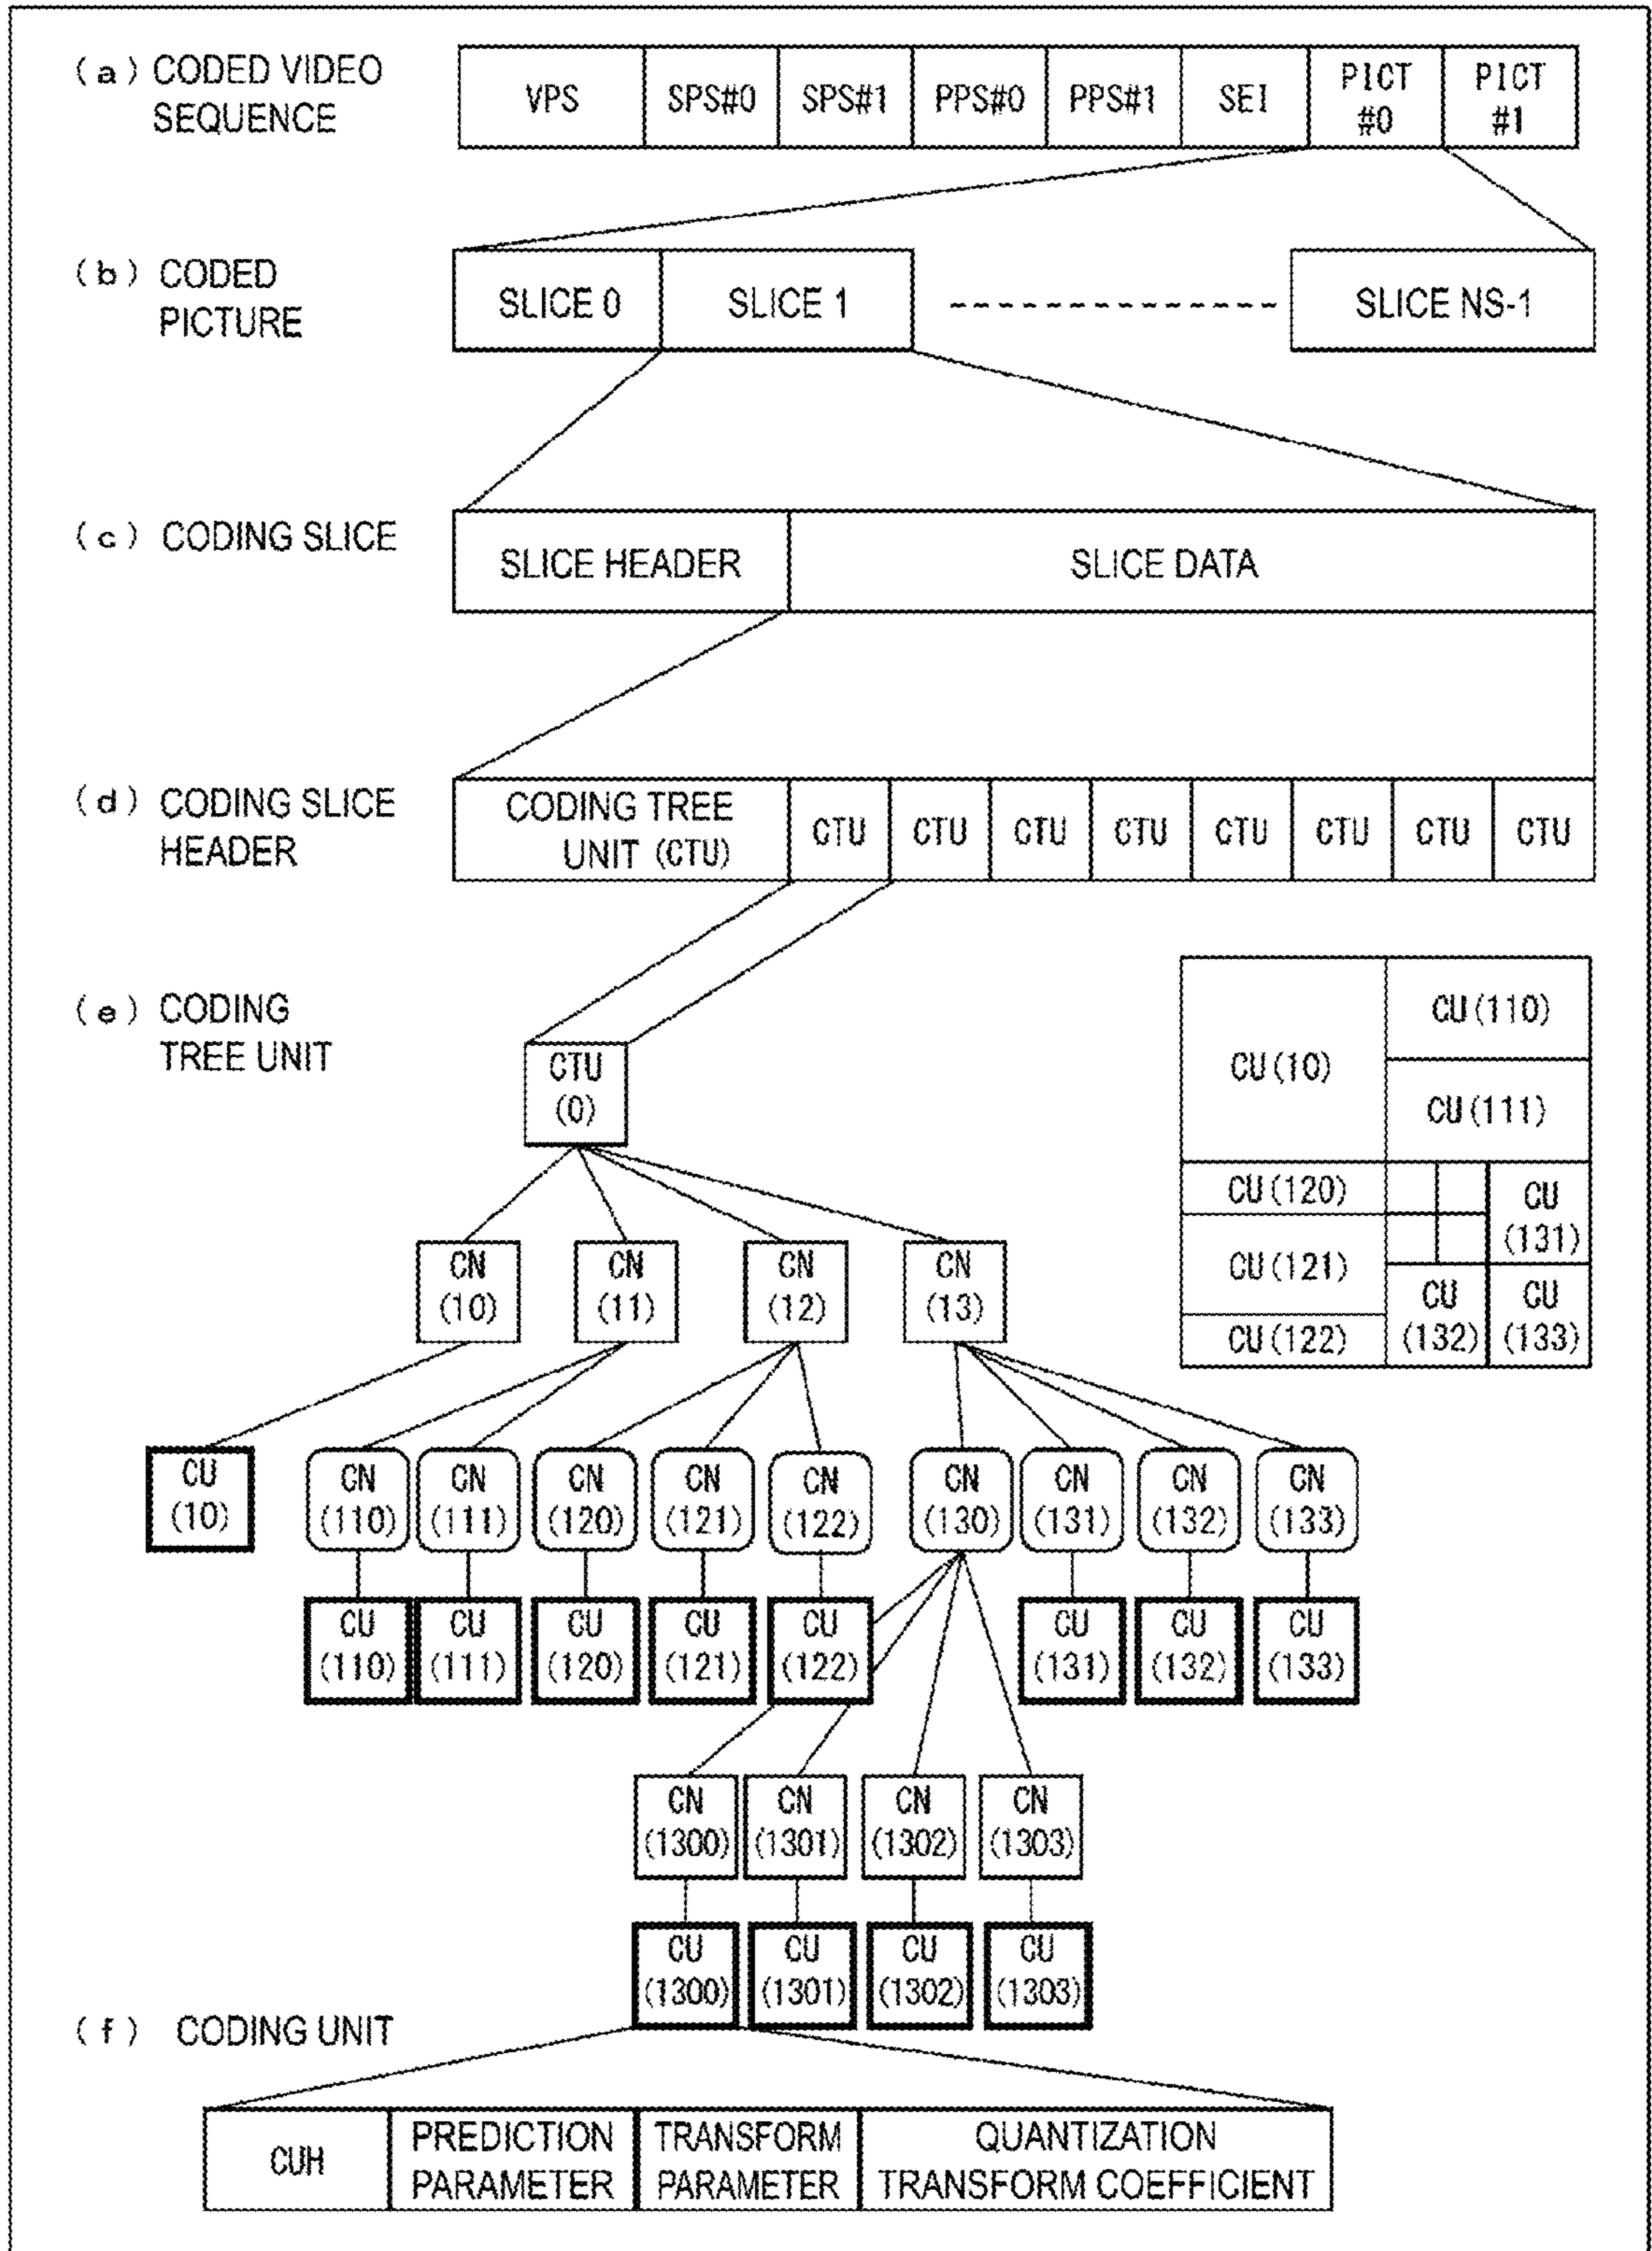 (a) CODED VIDEO
SEQUENCE
VPS
SPS#0
SPS#1
PPS#0
PPS#1
SEI
PICT
#0
PICT
#1
(b) CODED
PICTURE
SLICE 0
SLICE 1
SLICE NS-1
(c) CODING SLICE
SLICE HEADER
SLICE DATA
(d) CODING SLICE
HEADER
CODING TREE
UNIT (CTU)
CTU
CTU
CTU
CTU
CTU
CTU
CTU
CTU
(e) CODING
TREE UNIT
CTU
(0)
CU(10)
CU(110)
CU(111)
CU(120)
CU(121)
CU(122)
CU
(131)
CU
(132)
CU
(133)
CN
(10)
CN
(11)
CN
(12)
CN
(13)
CU
(10)
CN
(110)
CN
(111)
CN
(120)
CN
(121)
CN
(122)
CN
(130)
CN
(131)
CN
(132)
CN
(133)
CU
(110)
CU
(111)
CU
(120)
CU
(121)
CU
(122)
CU
(131)
CU
(132)
CU
(133)
CN
(1300)
CN
(1301)
CN
(1302)
CN
(1303)
CU
(1300)
CU
(1301)
CU
(1302)
CU
(1303)
(f) CODING UNIT
CUH
PREDICTION
PARAMETER
TRANSFORM
PARAMETER
QUANTIZATION
TRANSFORM COEFFICIENT